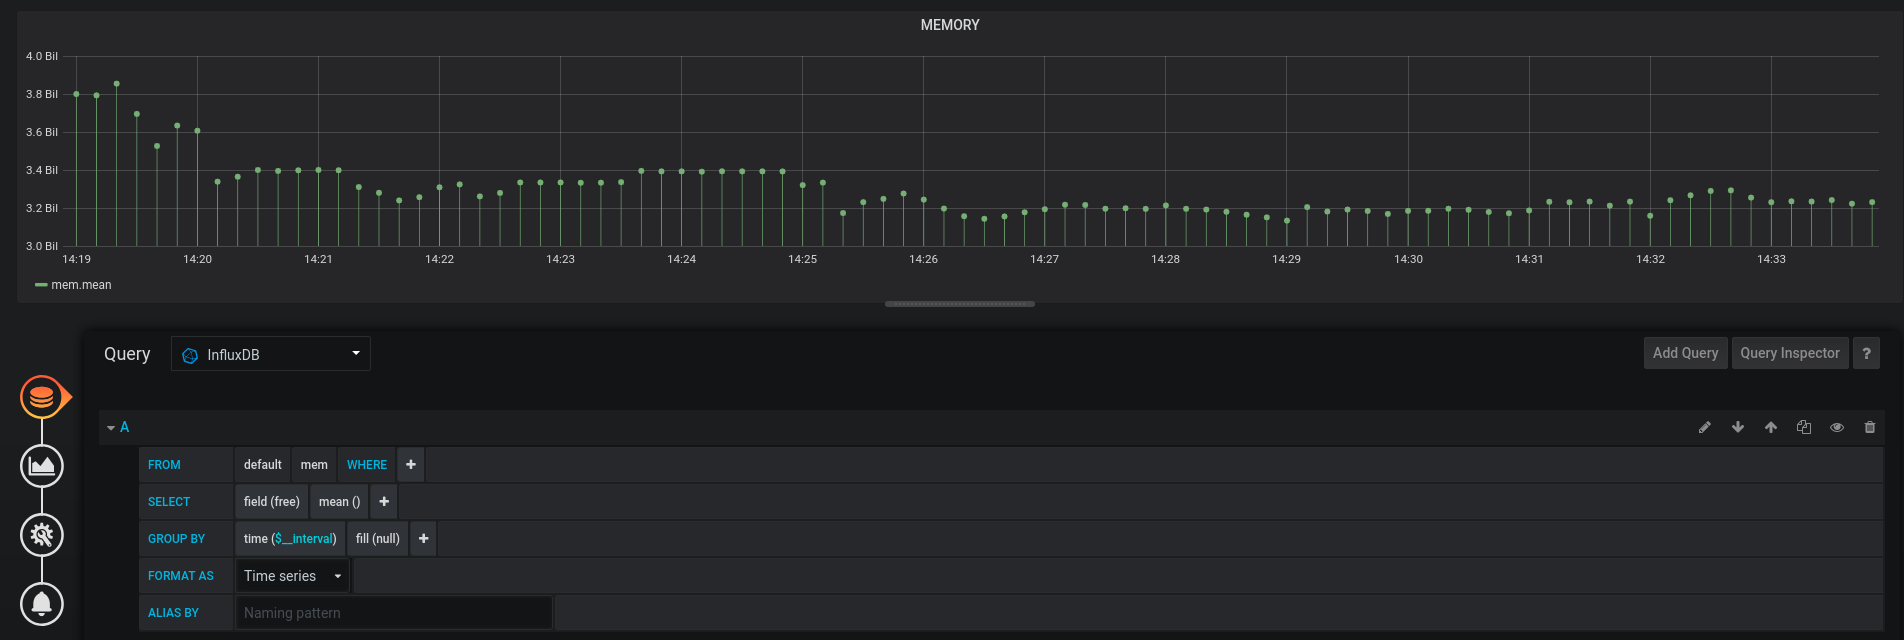 MEMORY
4.0 Bil
3.8 Bil
3.6 Bil
3.4 Bil
3.2 Bil
3.0 Bil
14:19 14:20 14:21 14:22 14:23 14:24 14:25 14:26 14:27 14:28 14:29 14:30 14:31 14:32 14:33
mem.mean
Query InfluxDB Add Query Query Inspector ?
A
FROM default mem WHERE +
SELECT field (free) mean () +
GROUP BY time ($__interval) fill (null) +
FORMAT AS Time series
ALIAS BY Naming pattern